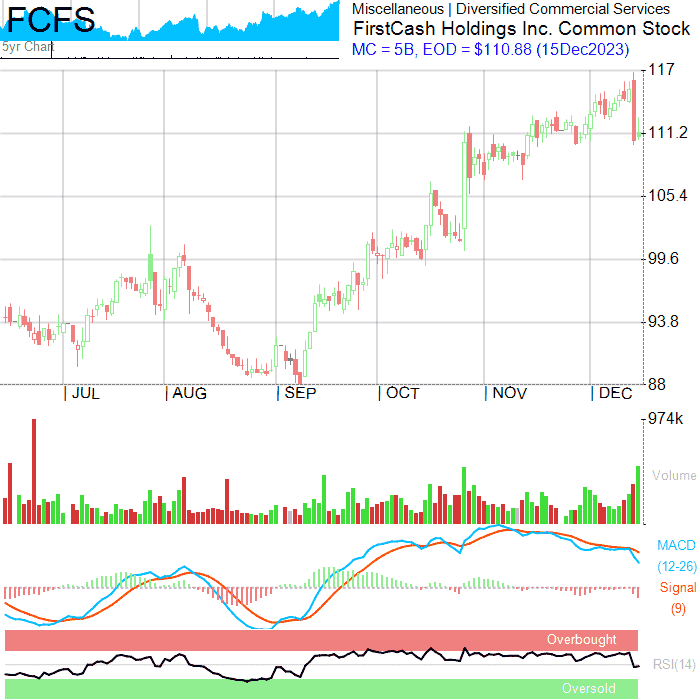 FCFS
5yr Chart
Miscellaneous | Diversified Commercial Services
FirstCash Holdings Inc. Common Stock
MC = 5B, EOD = $110.88 (15Dec2023)
117
111.2
105.4
99.6
93.8
88
JUL AUG SEP OCT NOV DEC
974k
Volume
MACD
(12-26)
Signal
(9)
Overbought
RSI(14)
Oversold